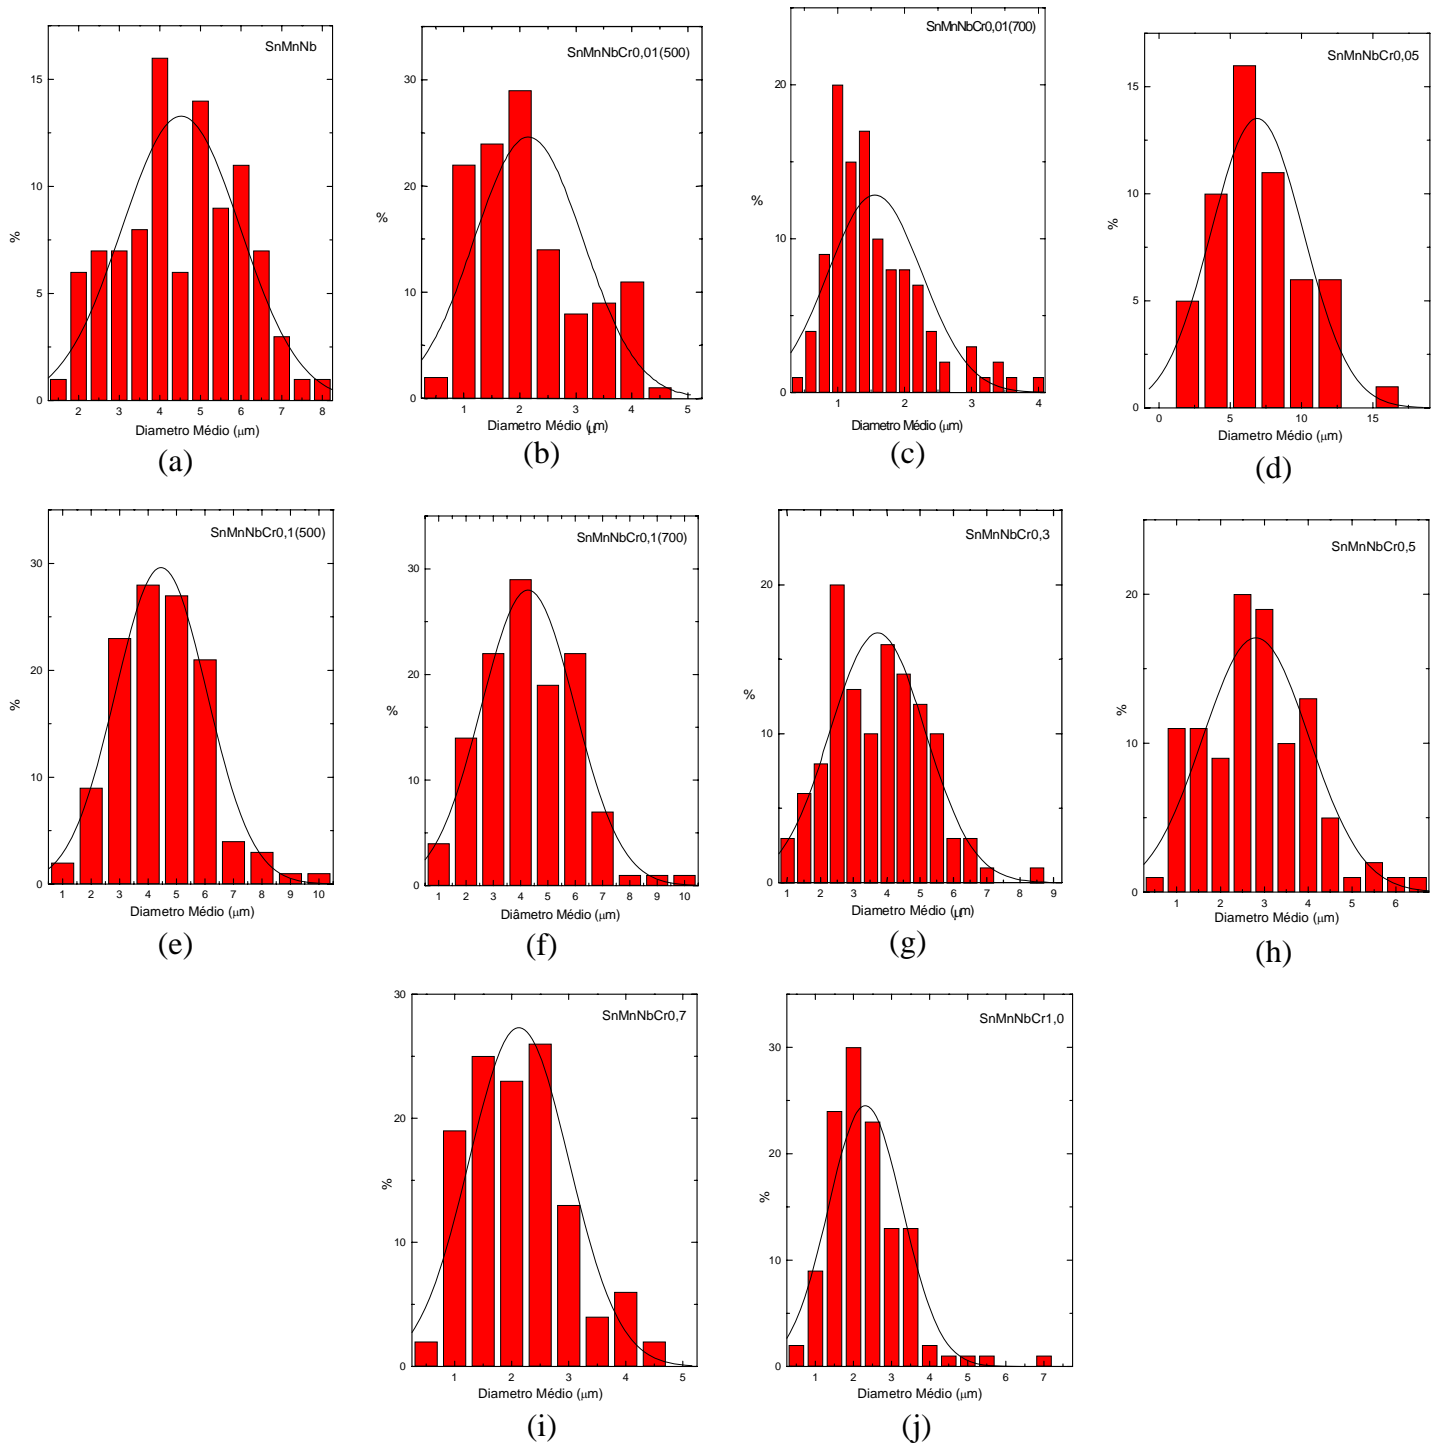 SnMnNb
15
10
5
0
%
2 3 4 5 6 7 8
Diametro Médio (μm)
(a)
SnMnNbCr0,01(500)
30
20
10
0
%
1 2 3 4 5
Diametro Médio (μm)
(b)
SnMnNbCr0,01(700)
20
10
0
%
1 2 3 4
Diametro Médio (μm)
(c)
SnMnNbCr0,05
15
10
5
0
%
0 5 10 15
Diametro Médio (μm)
(d)
SnMnNbCr0,1(500)
30
20
10
0
%
1 2 3 4 5 6 7 8 9 10
Diametro Médio (μm)
(e)
SnMnNbCr0,1(700)
30
20
10
0
%
1 2 3 4 5 6 7 8 9 10
Diâmetro Médio (μm)
(f)
SnMnNbCr0,3
20
10
0
%
1 2 3 4 5 6 7 8 9
Diametro Médio (μm)
(g)
SnMnNbCr0,5
20
10
0
%
1 2 3 4 5 6
Diametro Médio (μm)
(h)
SnMnNbCr0,7
30
20
10
0
%
1 2 3 4 5
Diametro Médio (μm)
(i)
SnMnNbCr1,0
30
20
10
0
%
1 2 3 4 5 6 7
Diametro Médio (μm)
(j)